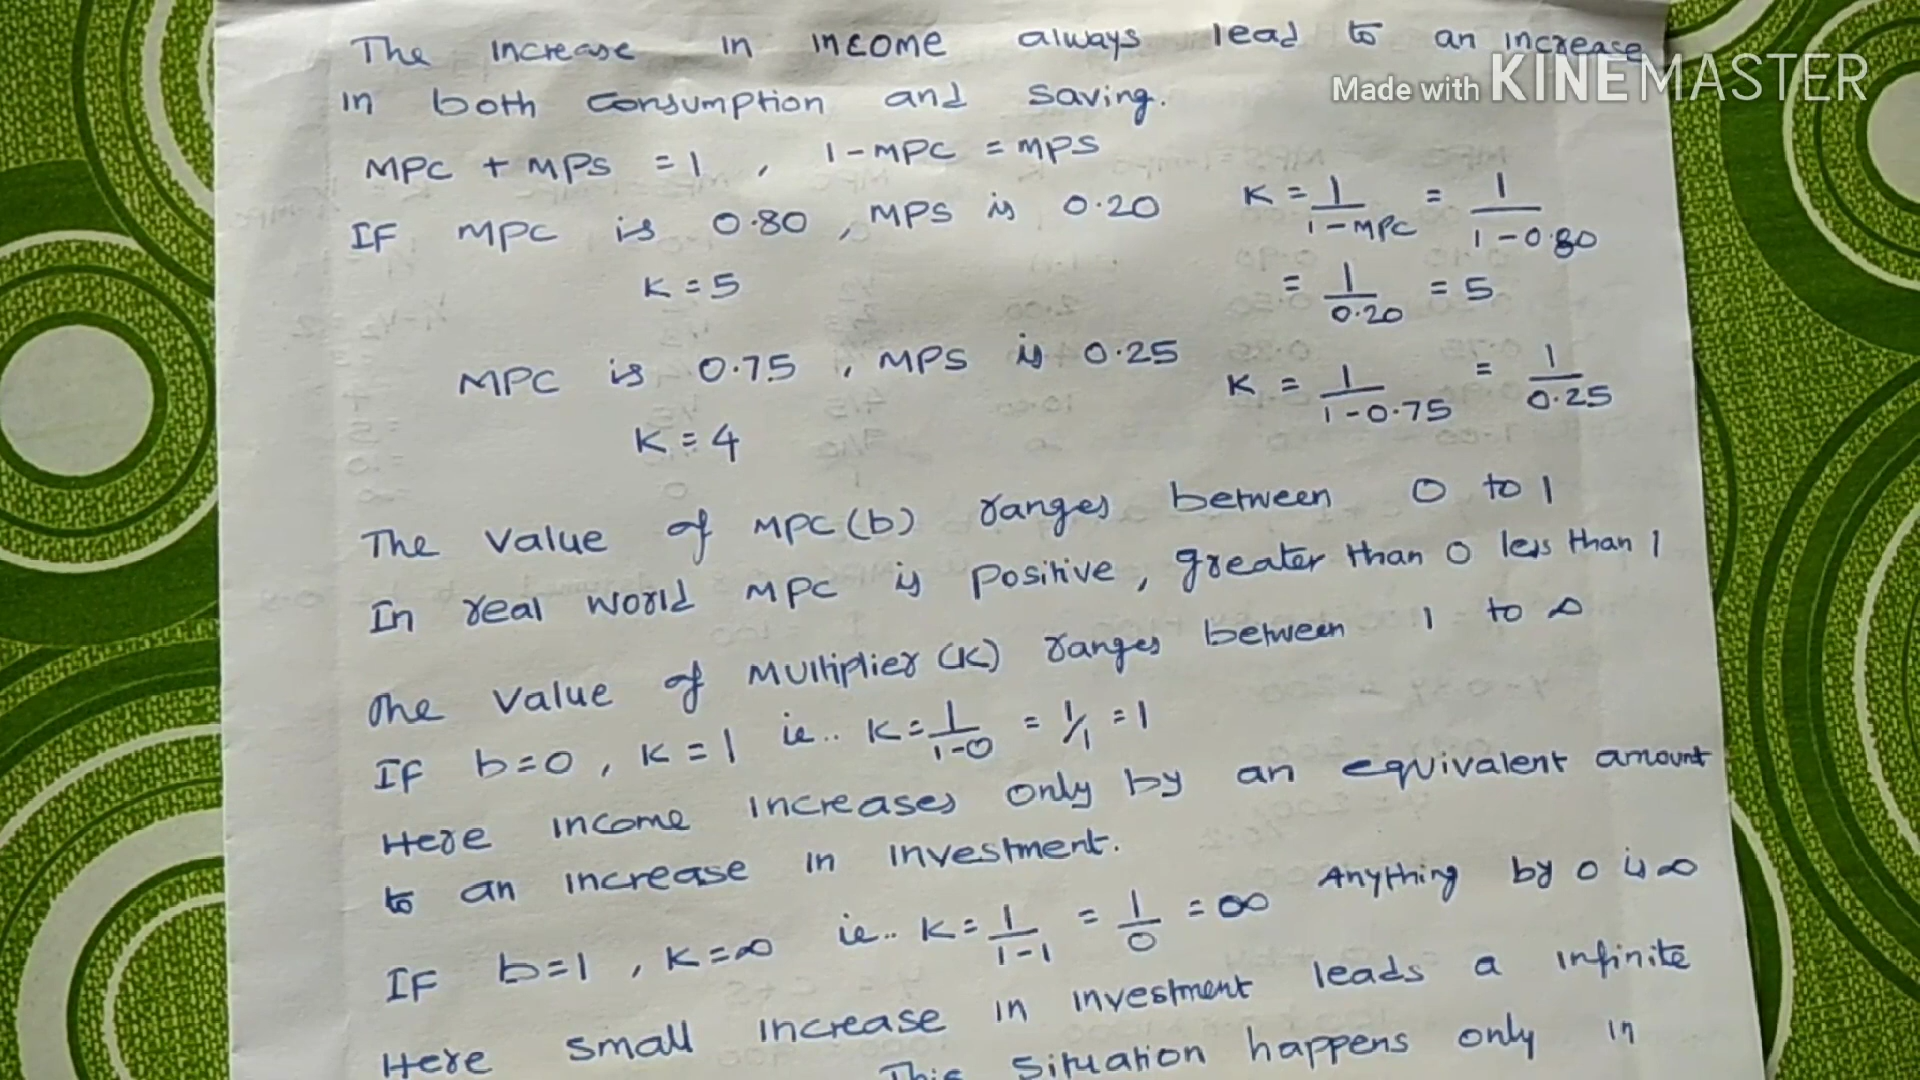 The increase in income always lead to an increase
Made with KINEMASTER
in both consumption and saving.
MPC + MPS = 1 , 1 - MPC = MPS
IF MPC is 0.80 , MPS is 0.20 K = 1/(1-MPC) = 1/(1-0.80)
K = 5 = 1/0.20 = 5
MPC is 0.75 , MPS is 0.25 K = 1/(1-0.75) = 1/0.25
K = 4
The value of MPC (b) ranges between 0 to 1
In real world MPC is positive, greater than 0 less than 1
The value of Multiplier (K) ranges between 1 to ∞
IF b=0 , K = 1 ie.. K = 1/(1-0) = 1/1 = 1
Here income increases only by an equivalent amount
to an increase in investment.
IF b=1 , K=∞ ie.. K = 1/(1-1) = 1/0 = ∞ Anything by 0 is ∞
Here small increase in investment leads a infinite
This situation happens only in